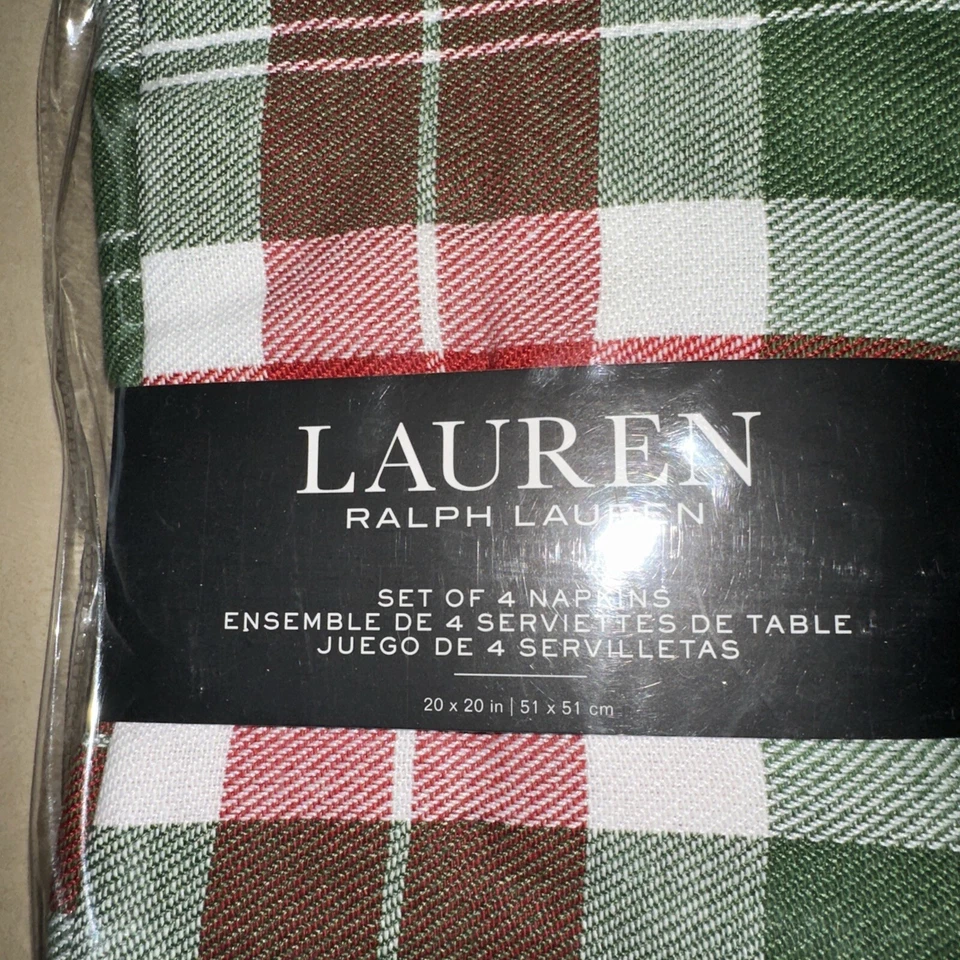 LAUREN
RALPH LAUREN
SET OF 4 NAPKINS
ENSEMBLE DE 4 SERVIETTES DE TABLE
JUEGO DE 4 SERVILLETAS
20 x 20 in | 51 x 51 cm